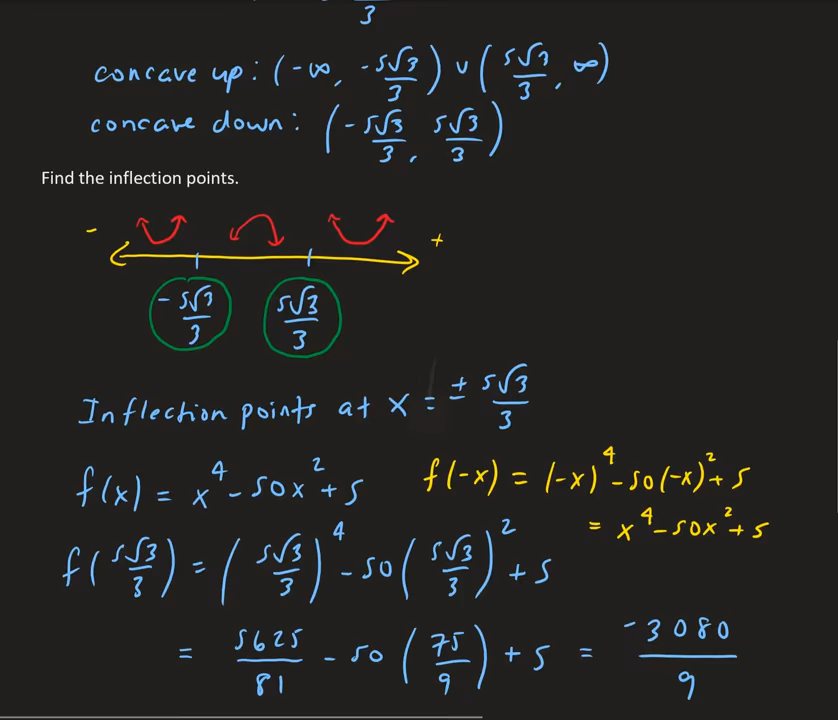 3
concave up: (-∞, -5√3/3) ∪ (5√3/3, ∞)
concave down: (-5√3/3, 5√3/3)
Find the inflection points.
- +
-5√3/3 5√3/3
Inflection points at x = ± 5√3/3
f(x) = x⁴ - 50x² + 5
f(-x) = (-x)⁴ - 50(-x)² + 5
= x⁴ - 50x² + 5
f(5√3/3) = (5√3/3)⁴ - 50(5√3/3)² + 5
= 5625/81 - 50(75/9) + 5 = -3080/9